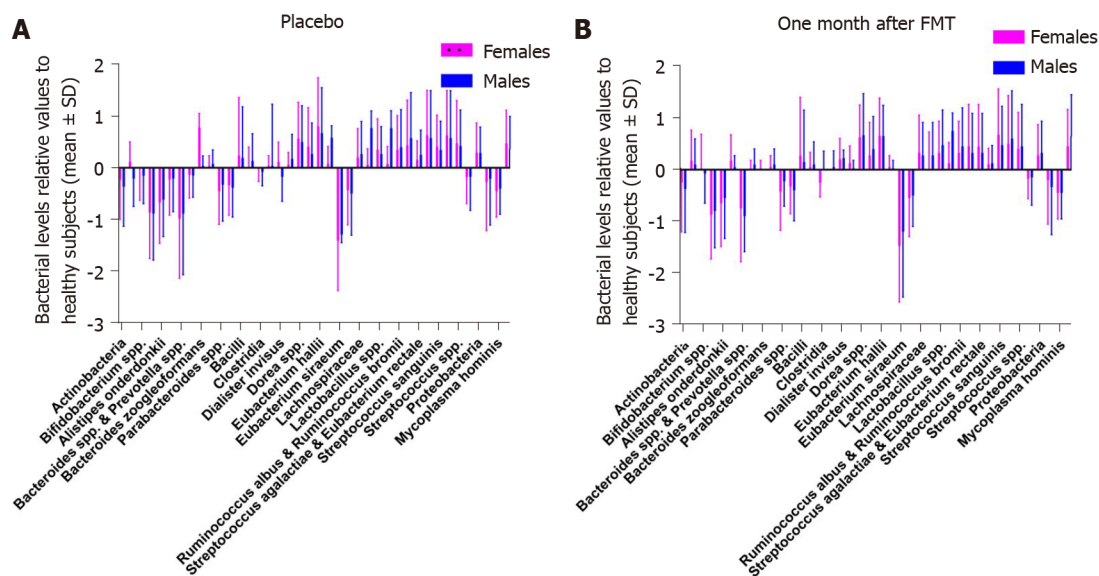 A
Placebo
Females
Males
Bacterial levels relative values to
healthy subjects (mean ± SD)
2
1
0
-1
-2
-3
Actinobacteria
Bifidobacterium spp.
Alistipes onderdonkii
Bacteroides spp. & Prevotella spp.
Bacteroides zoogleoformans
Parabacteroides spp.
Bacilli
Clostridia
Dialister invisus
Dorea spp.
Eubacterium hallii
Eubacterium siraeum
Lachnospiraceae
Lactobacillus spp.
Ruminococcus albus & Ruminococcus bromii
Streptococcus agalactiae & Eubacterium rectale
Streptococcus sanguinis
Streptococcus spp.
Proteobacteria
Mycoplasma hominis
B
One month after FMT
Females
Males
Bacterial levels relative values to
healthy subjects (mean ± SD)
2
1
0
-1
-2
-3
Actinobacteria
Bifidobacterium spp.
Alistipes onderdonkii
Bacteroides spp. & Prevotella spp.
Bacteroides zoogleoformans
Parabacteroides spp.
Bacilli
Clostridia
Dialister invisus
Dorea spp.
Eubacterium hallii
Eubacterium siraeum
Lachnospiraceae
Lactobacillus spp.
Ruminococcus albus & Ruminococcus bromii
Streptococcus agalactiae & Eubacterium rectale
Streptococcus sanguinis
Streptococcus spp.
Proteobacteria
Mycoplasma hominis